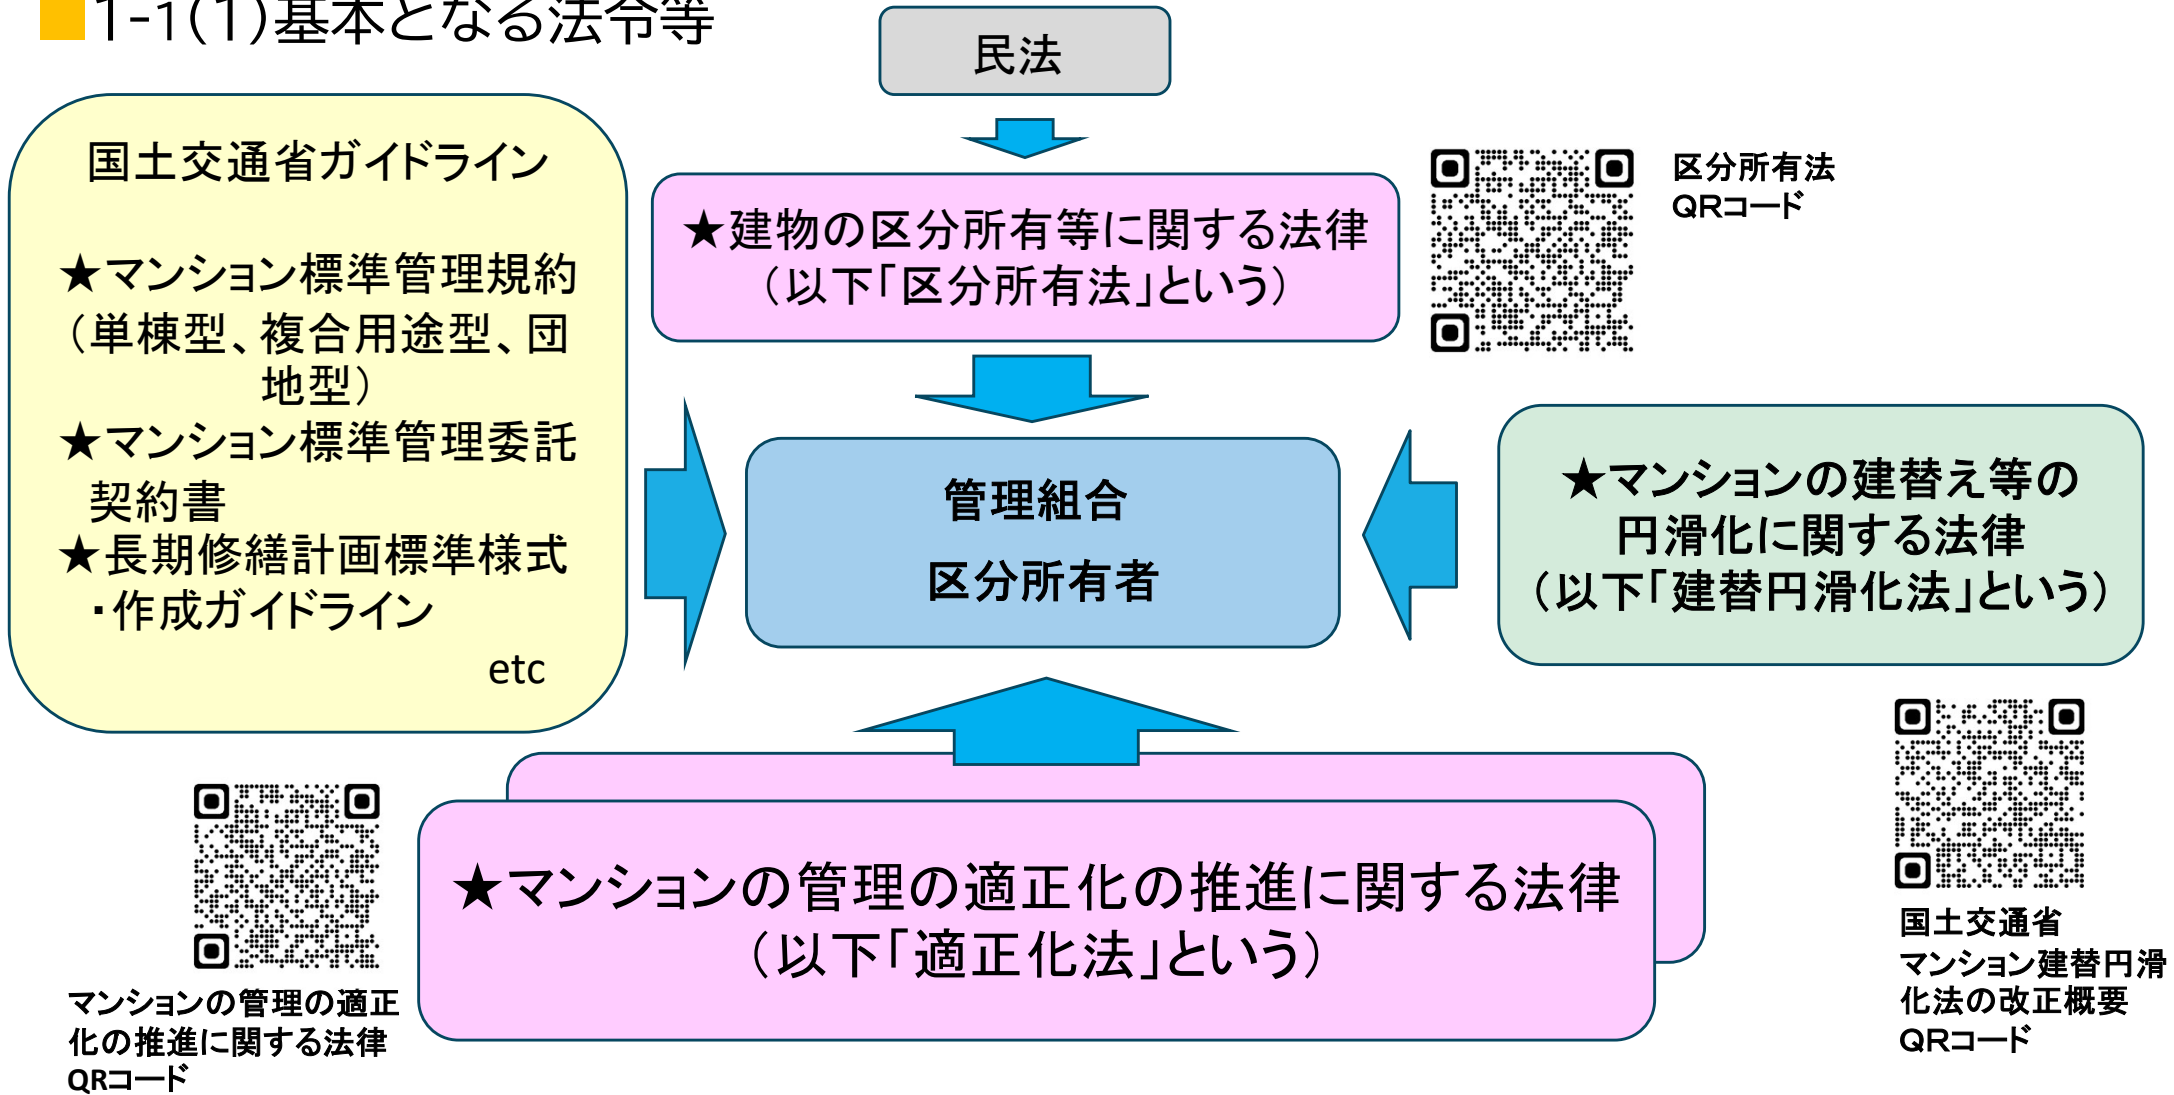 1-1(1)基本となる法令等
民法
国土交通省ガイドライン
★マンション標準管理規約
(単棟型、複合用途型、団
地型)
★マンション標準管理委託
契約書
★長期修繕計画標準様式
・作成ガイドライン
etc
★建物の区分所有等に関する法律
(以下「区分所有法」という)
区分所有法
QRコード
管理組合
区分所有者
★マンションの建替え等の
円滑化に関する法律
(以下「建替円滑化法」という)
★マンションの管理の適正化の推進に関する法律
(以下「適正化法」という)
マンションの管理の適正
化の推進に関する法律
QRコード
国土交通省
マンション建替円滑
化法の改正概要
QRコード